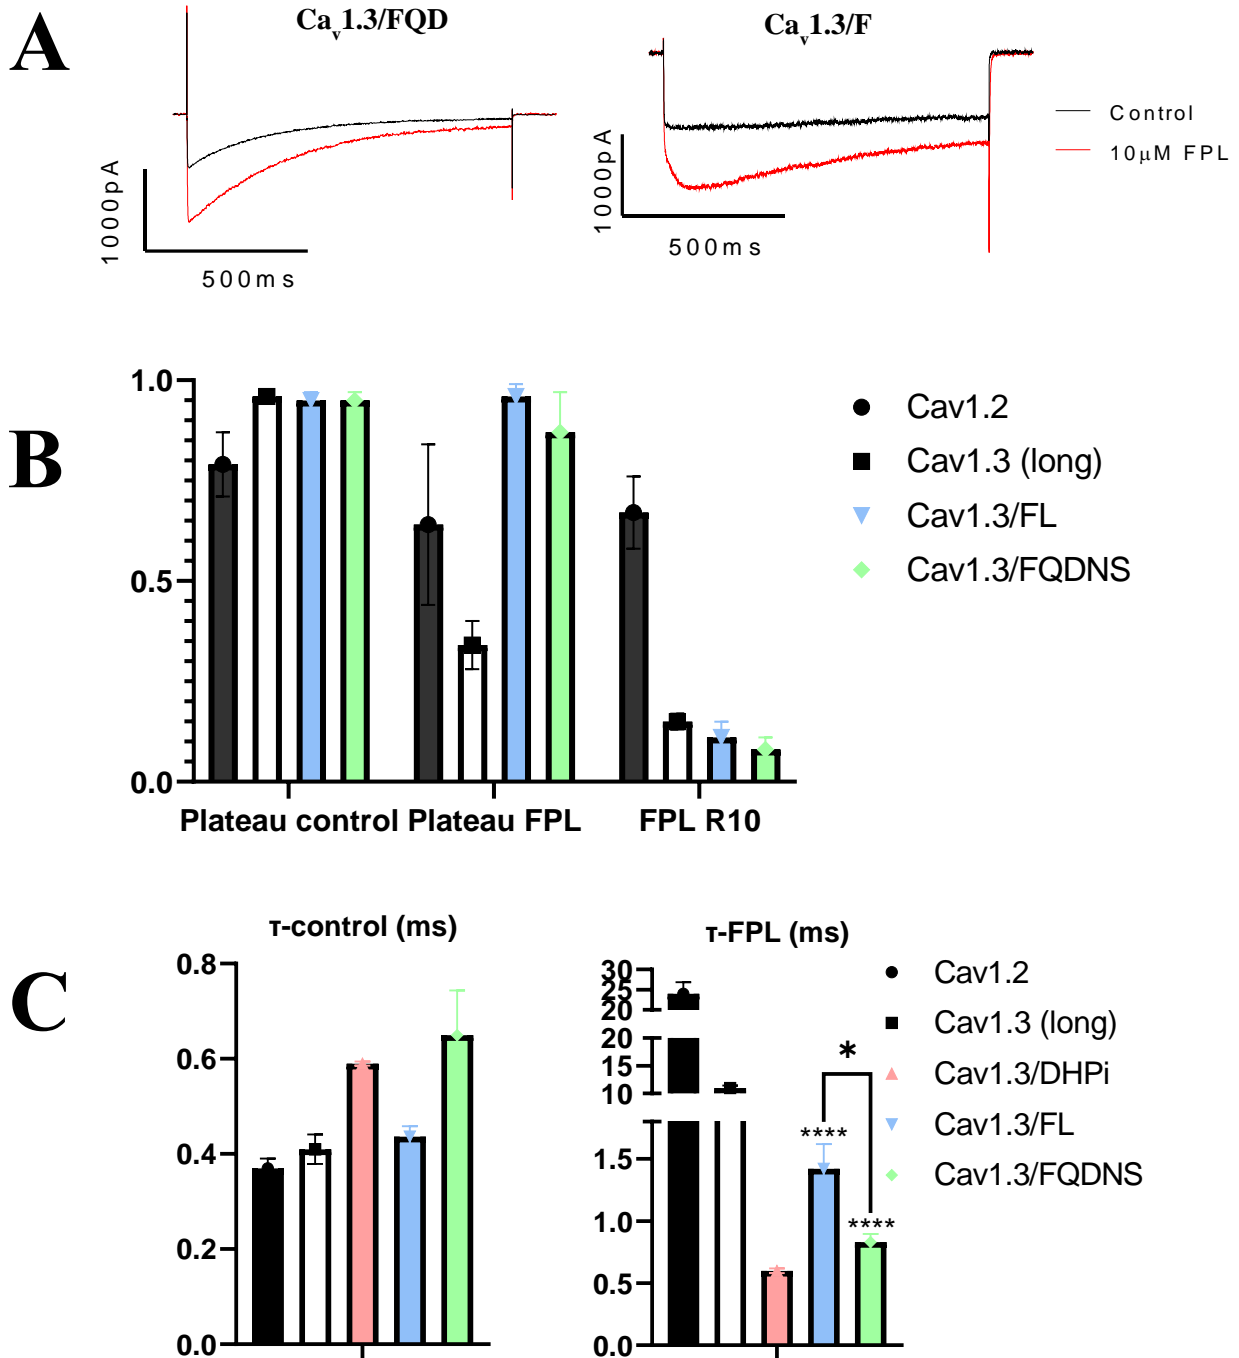 A
Cav1.3/FQD
Cav1.3/F
Control
10μM FPL
1000pA
500ms
1000pA
500ms
B
1.0
0.5
0.0
Plateau control Plateau FPL FPL R10
Cav1.2
Cav1.3 (long)
Cav1.3/FL
Cav1.3/FQDNS
C
τ-control (ms)
0.8
0.6
0.4
0.2
0.0
τ-FPL (ms)
30
25
20
20
15
10
1.5
1.0
0.5
0.0
*
****
****
Cav1.2
Cav1.3 (long)
Cav1.3/DHPi
Cav1.3/FL
Cav1.3/FQDNS